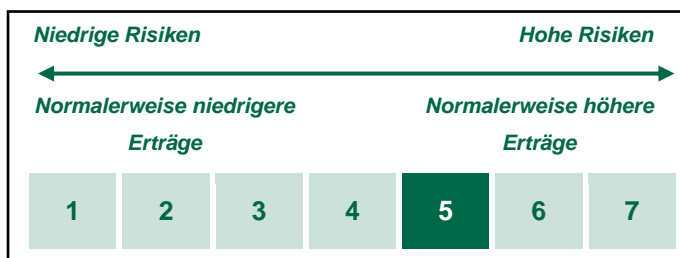 Niedrige Risiken Hohe Risiken
Normalerweise niedrigere Normalerweise höhere
Erträge Erträge
1 2 3 4 5 6 7